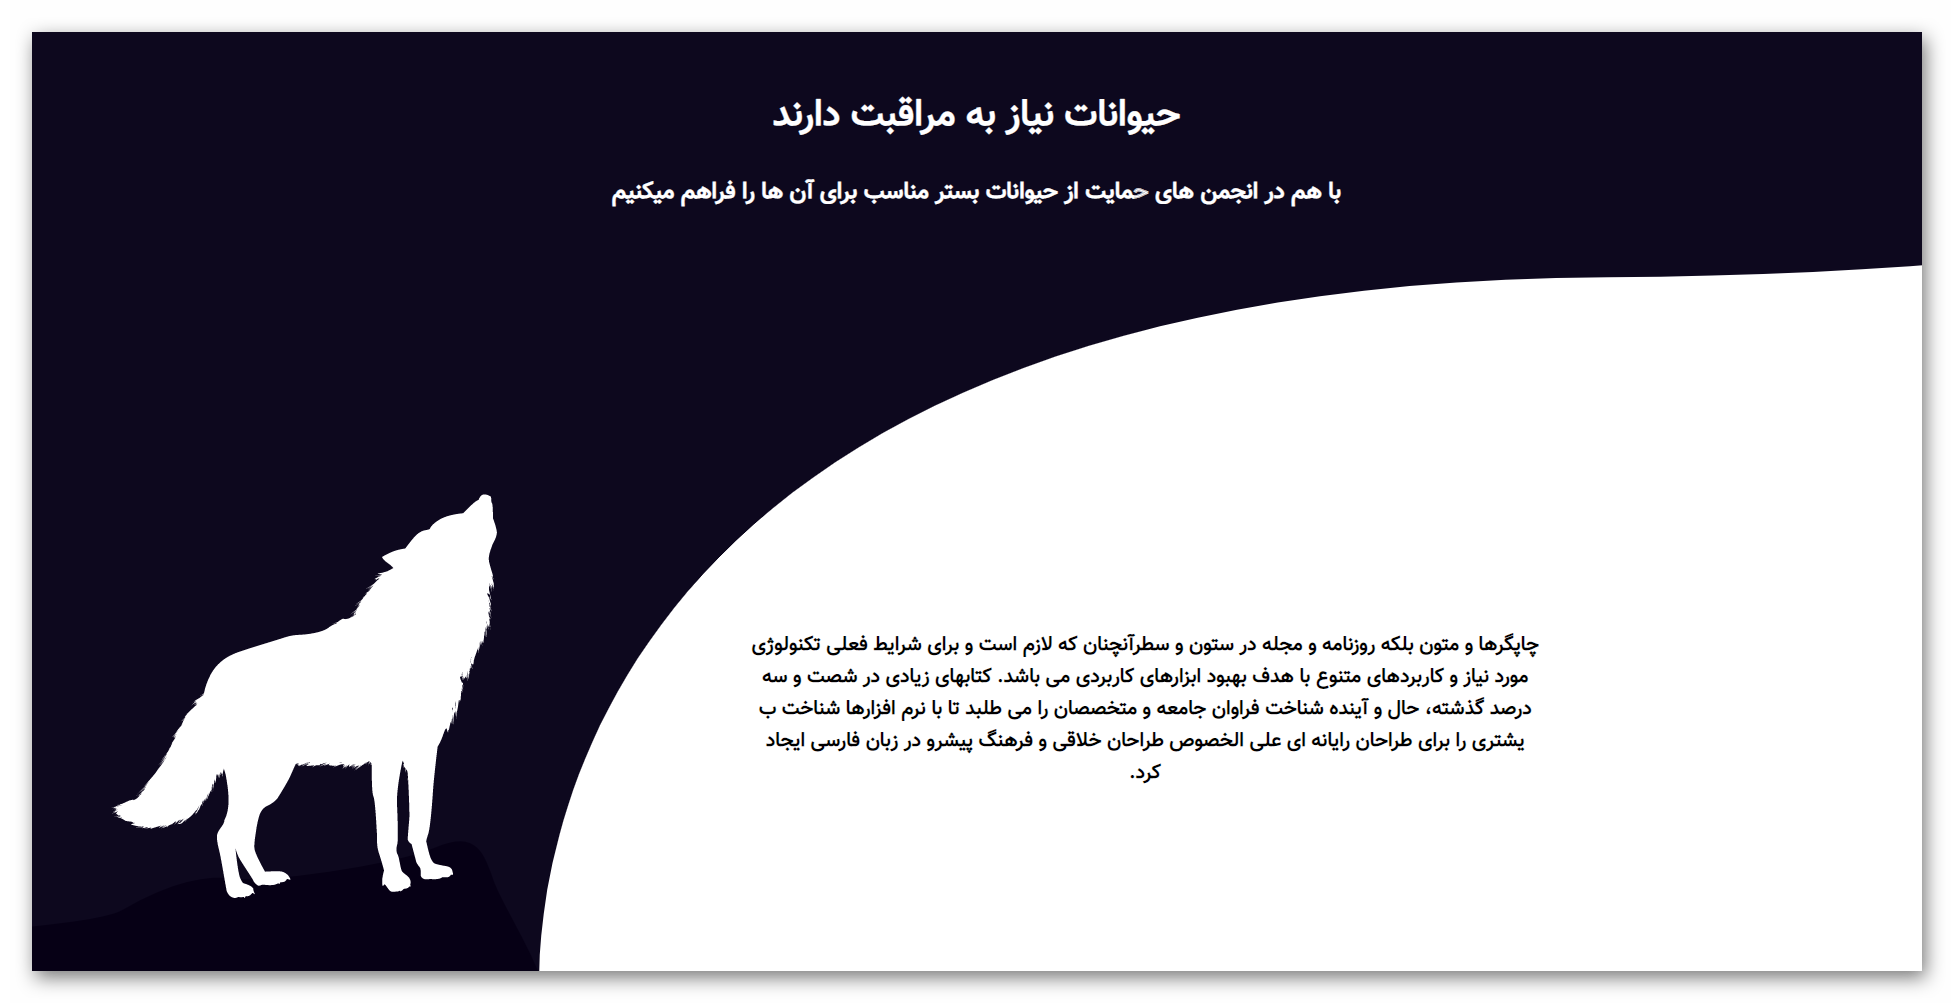 حیوانات نیاز به مراقبت دارند
با هم در انجمن های حمایت از حیوانات بستر مناسب برای آن ها را فراهم میکنیم
چاپگرها و متون بلکه روزنامه و مجله در ستون و سطرآنچنان که لازم است و برای شرایط فعلی تکنولوژی
مورد نیاز و کاربردهای متنوع با هدف بهبود ابزارهای کاربردی می باشد. کتابهای زیادی در شصت و سه
درصد گذشته، حال و آینده شناخت فراوان جامعه و متخصصان را می طلبد تا با نرم افزارها شناخت ب
یشتری را برای طراحان رایانه ای علی الخصوص طراحان خلاقی و فرهنگ پیشرو در زبان فارسی ایجاد
کرد.